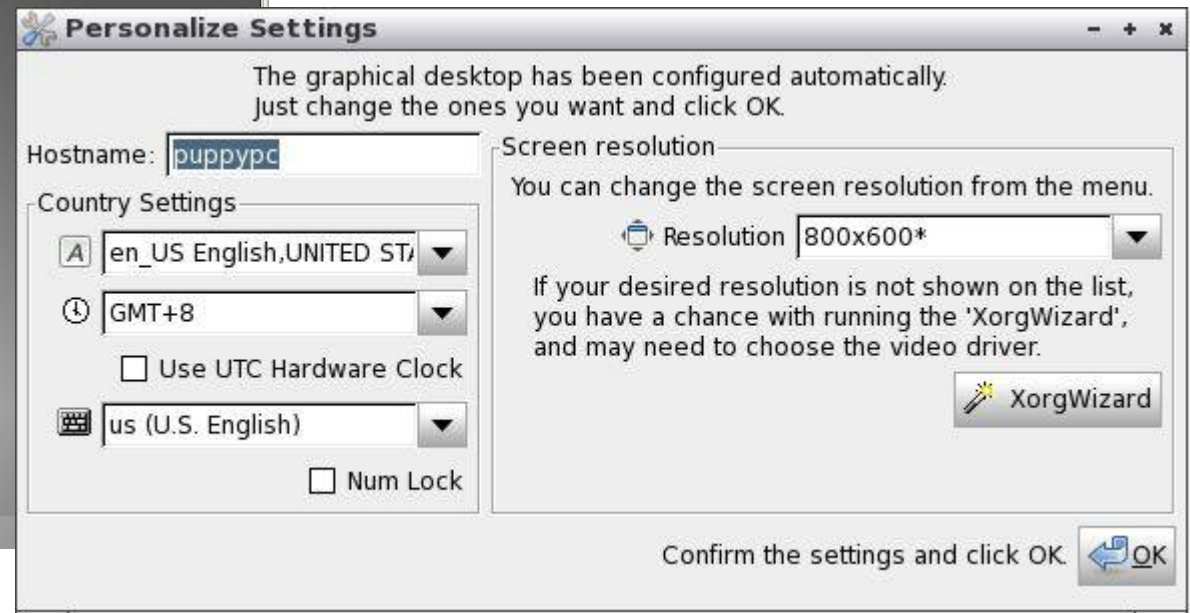 Personalize Settings
The graphical desktop has been configured automatically.
Just change the ones you want and click OK.
Hostname: puppypc
Country Settings
A en_US English,UNITED STA
GMT+8
Use UTC Hardware Clock
us (U.S. English)
Num Lock
Screen resolution
You can change the screen resolution from the menu.
Resolution 800x600*
If your desired resolution is not shown on the list,
you have a chance with running the 'XorgWizard',
and may need to choose the video driver.
XorgWizard
Confirm the settings and click OK. OK